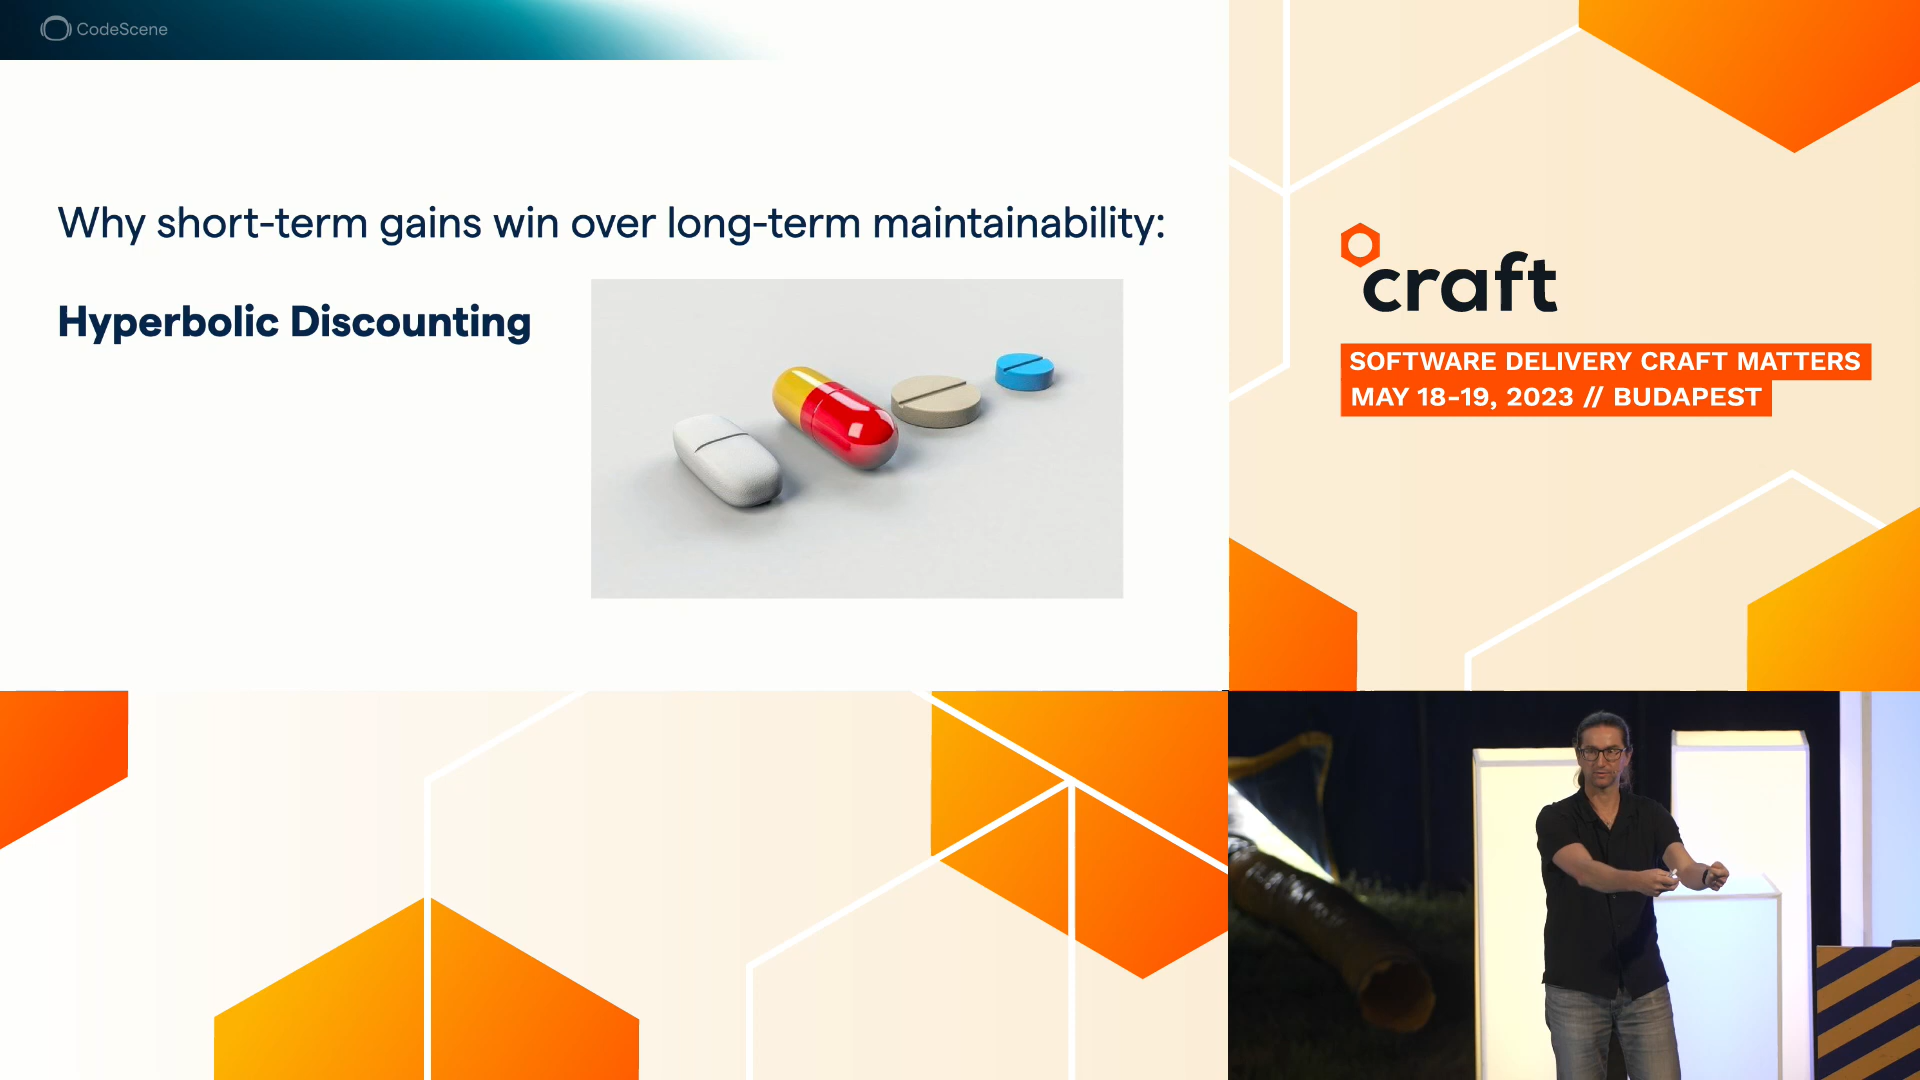 CodeScene
Why short-term gains win over long-term maintainability:
Hyperbolic Discounting
craft
SOFTWARE DELIVERY CRAFT MATTERS
MAY 18-19, 2023 // BUDAPEST